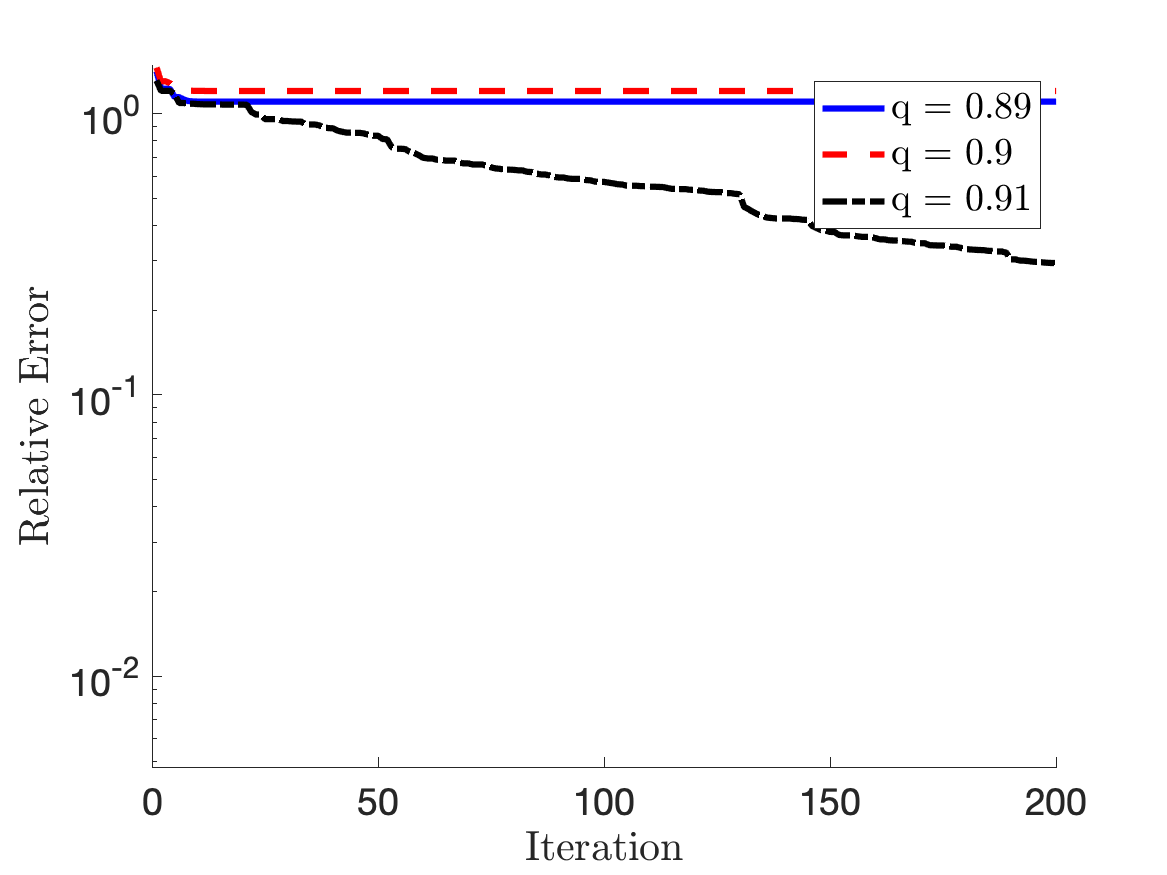 10^0
10^-1
10^-2
Relative Error
0 50 100 150 200
Iteration
q = 0.89
q = 0.9
q = 0.91